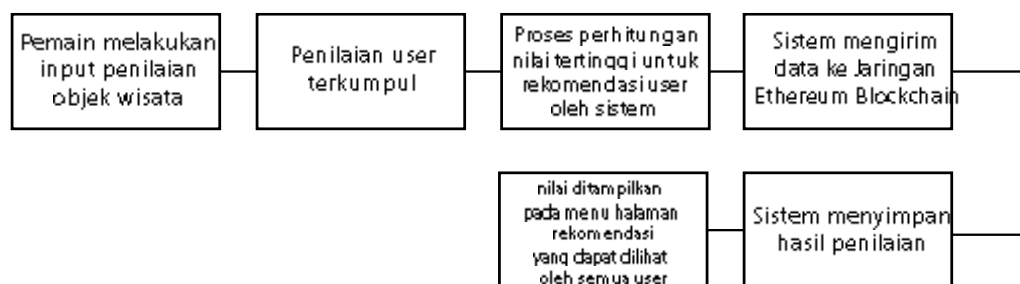 Pemain melakukan
input penilaian
objek wisata
Penilaian user
terkumpul
Proses perhitungan
nilai tertinggi untuk
rekomendasi user
oleh sistem
Sistem mengirim
data ke Jaringan
Ethereum Blockchain
Sistem menyimpan
hasil penilaian
nilai ditampilkan
pada menu halaman
rekomendasi
yang dapat dilihat
oleh semua user